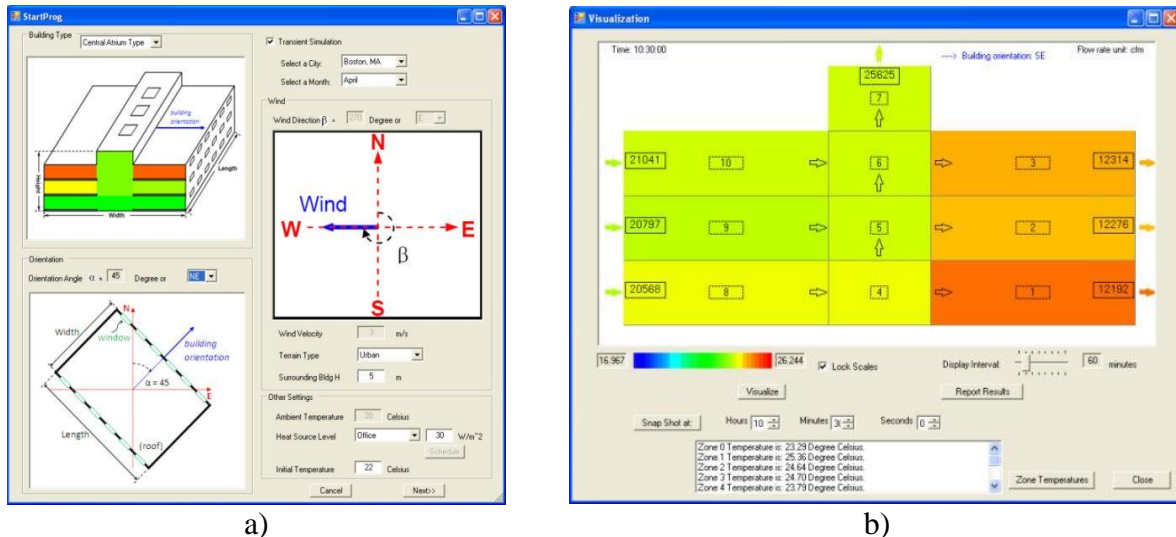 StartProg
Building Type
Central Atrium Type
building
orientation
Height
Width
Length
Orientation
Orientation Angle α = 45 Degree or NE
N
Width
window
building
orientation
α = 45
E
Length
(roof)
Transient Simulation
Select a City: Boston, MA
Select a Month: April
Wind
Wind Direction β = 270 Degree or E
N
Wind
W
E
β
S
Wind Velocity 3 m/s
Terrain Type Urban
Surrounding Bldg H 5 m
Other Settings
Ambient Temperature 20 Celsius
Heat Source Level Office 30 W/m^2
Schedule
Initial Temperature 22 Celsius
Cancel Next>>
a)
Visualization
Time: 10:30:00
Building orientation: SE
Flow rate unit: cfm
25625
7
21041 10 6 3 12314
20797 9 5 2 12276
20568 8 4 1 12192
16.967 26.244 Lock Scales Display Interval: 60 minutes
Visualize Report Results
Snap Shot at: Hours 10 Minutes 3 Seconds 0
Zone 0 Temperature is: 23.29 Degree Celsius.
Zone 1 Temperature is: 25.36 Degree Celsius.
Zone 2 Temperature is: 24.64 Degree Celsius.
Zone 3 Temperature is: 24.70 Degree Celsius.
Zone 4 Temperature is: 23.79 Degree Celsius.
Zone Temperatures Close
b)